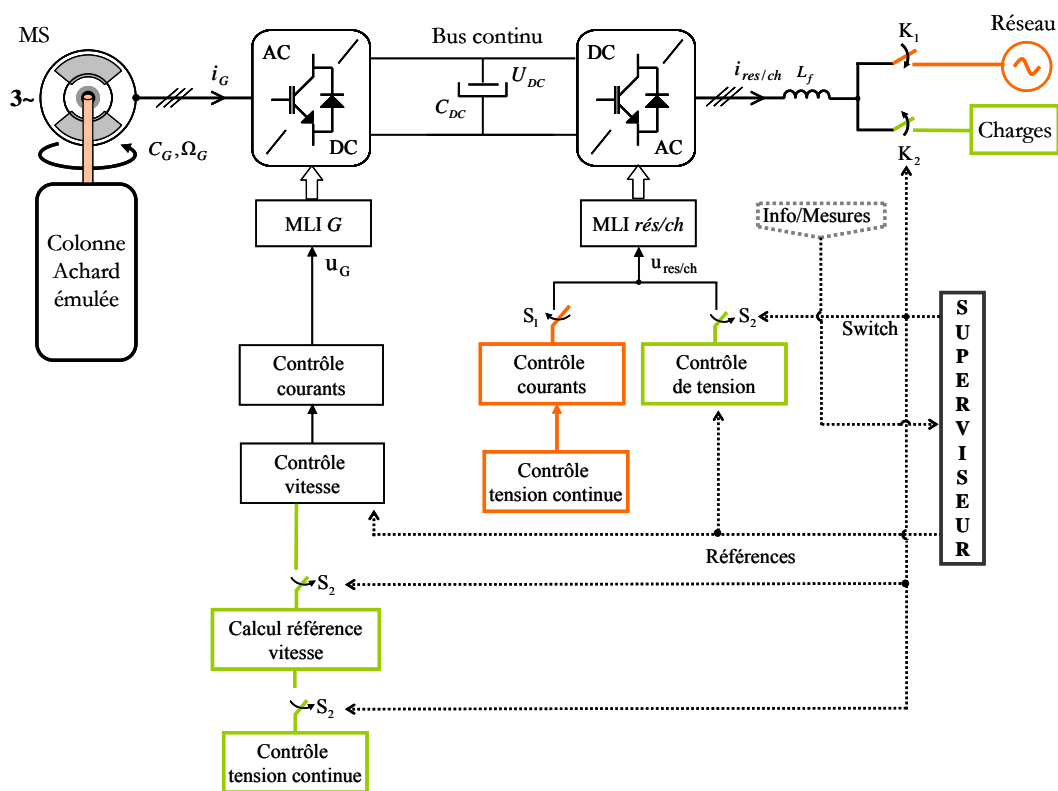 MS
3~
i_G
C_G, Ω_G
Colonne
Achard
émulée
AC
DC
Bus continu
U_DC
C_DC
DC
AC
i_res/ch
L_f
K_1
Réseau
Charges
K_2
MLI G
MLI rés/ch
Info/Mesures
u_G
u_res/ch
S_1
S_2
Switch
Contrôle
courants
Contrôle
courants
Contrôle
de tension
SUPERVISEUR
Contrôle
vitesse
Contrôle
tension continue
Références
S_2
Calcul référence
vitesse
S_2
Contrôle
tension continue